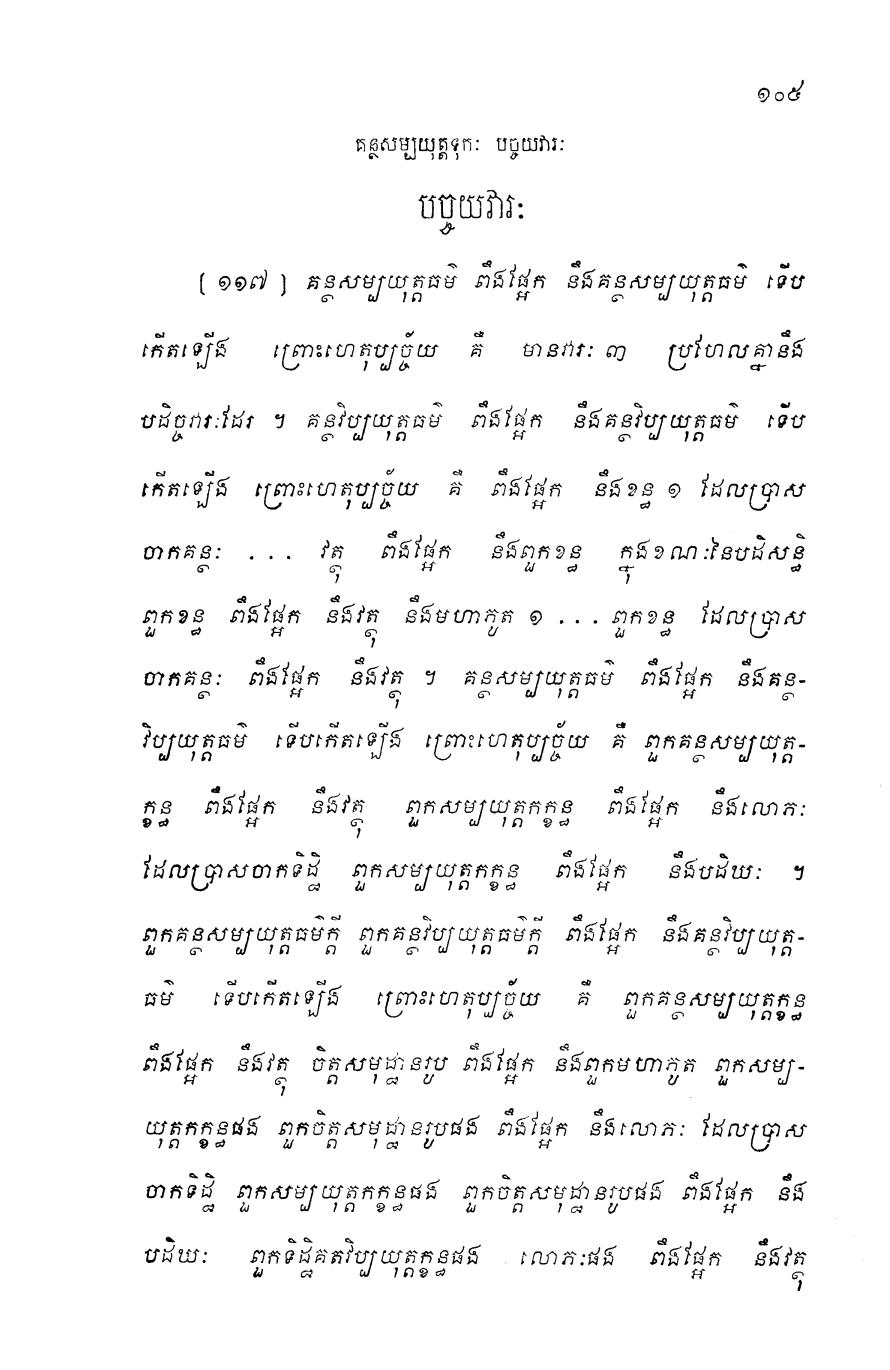 ១០៥
គន្ថសម្បយុត្តទុកៈ បច្ចយវារៈ
បច្ចយវារៈ
[ ១១៧ ] គន្ថសម្បយុត្តធម៌ ពឹងផ្អែក នឹងគន្ថសម្បយុត្តធម៌ ទើប
កើតឡើង ព្រោះហេតុប្បច្ច័យ គឺ មានវារៈ ៣ ប្រហែលគ្នានឹង
បដិច្ចវារៈដែរ ។ គន្ថវិប្បយុត្តធម៌ ពឹងផ្អែក នឹងគន្ថវិប្បយុត្តធម៌ ទើប
កើតឡើង ព្រោះហេតុប្បច្ច័យ គឺ ពឹងផ្អែក នឹងខន្ធ ១ ដែលប្រាស
ចាកគន្ថៈ . . . វត្ថុ ពឹងផ្អែក នឹងពួកខន្ធ ក្នុងខណៈនៃបដិសន្ធិ
ពួកខន្ធ ពឹងផ្អែក នឹងវត្ថុ នឹងមហាភូត ១ . . . ពួកខន្ធ ដែលប្រាស
ចាកគន្ថៈ ពឹងផ្អែក នឹងវត្ថុ ។ គន្ថសម្បយុត្តធម៌ ពឹងផ្អែក នឹងគន្ថ-
វិប្បយុត្តធម៌ ទើបកើតឡើង ព្រោះហេតុប្បច្ច័យ គឺ ពួកគន្ថសម្បយុត្ត-
ក្ខន្ធ ពឹងផ្អែក នឹងវត្ថុ ពួកសម្បយុត្តកក្ខន្ធ ពឹងផ្អែក នឹងលោភៈ
ដែលប្រាសចាកទិដ្ឋិ ពួកសម្បយុត្តកក្ខន្ធ ពឹងផ្អែក នឹងបដិឃៈ ។
ពួកគន្ថសម្បយុត្តធម៌ក្តី ពួកគន្ថវិប្បយុត្តធម៌ក្តី ពឹងផ្អែក នឹងគន្ថវិប្បយុត្ត-
ធម៌ ទើបកើតឡើង ព្រោះហេតុប្បច្ច័យ គឺ ពួកគន្ថសម្បយុត្តក្ខន្ធ
ពឹងផ្អែក នឹងវត្ថុ ចិត្តសមុដ្ឋានរូប ពឹងផ្អែក នឹងពួកមហាភូត ពួកសម្ប-
យុត្តកក្ខន្ធផង ពួកចិត្តសមុដ្ឋានរូបផង ពឹងផ្អែក នឹងលោភៈ ដែលប្រាស
ចាកទិដ្ឋិ ពួកសម្បយុត្តកក្ខន្ធផង ពួកចិត្តសមុដ្ឋានរូបផង ពឹងផ្អែក នឹង
បដិឃៈ ពួកទិដ្ឋិគតវិប្បយុត្តក្ខន្ធផង លោភៈផង ពឹងផ្អែក នឹងវត្ថុ